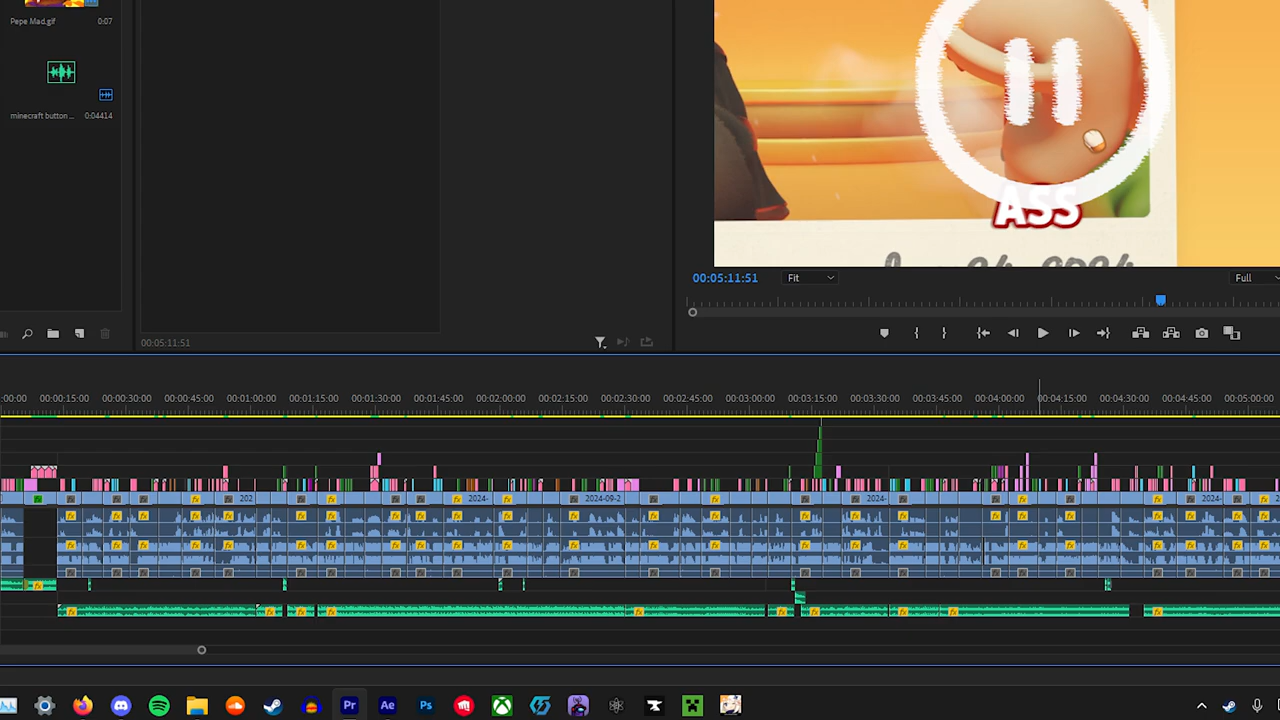 Pepe Mad.gif 0:07
minecraft button ... 0:04414
ASS
00:05:11:51 Fit Full
00:05:11:51
:00:00 00:00:15:00 00:00:30:00 00:00:45:00 00:01:00:00 00:01:15:00 00:01:30:00 00:01:45:00 00:02:00:00 00:02:15:00 00:02:30:00 00:02:45:00 00:03:00:00 00:03:15:00 00:03:30:00 00:03:45:00 00:04:00:00 00:04:15:00 00:04:30:00 00:04:45:00 00:05:00:00
202 2024- 2024-09-2 2024- 2024- 2
Pr Ae Ps